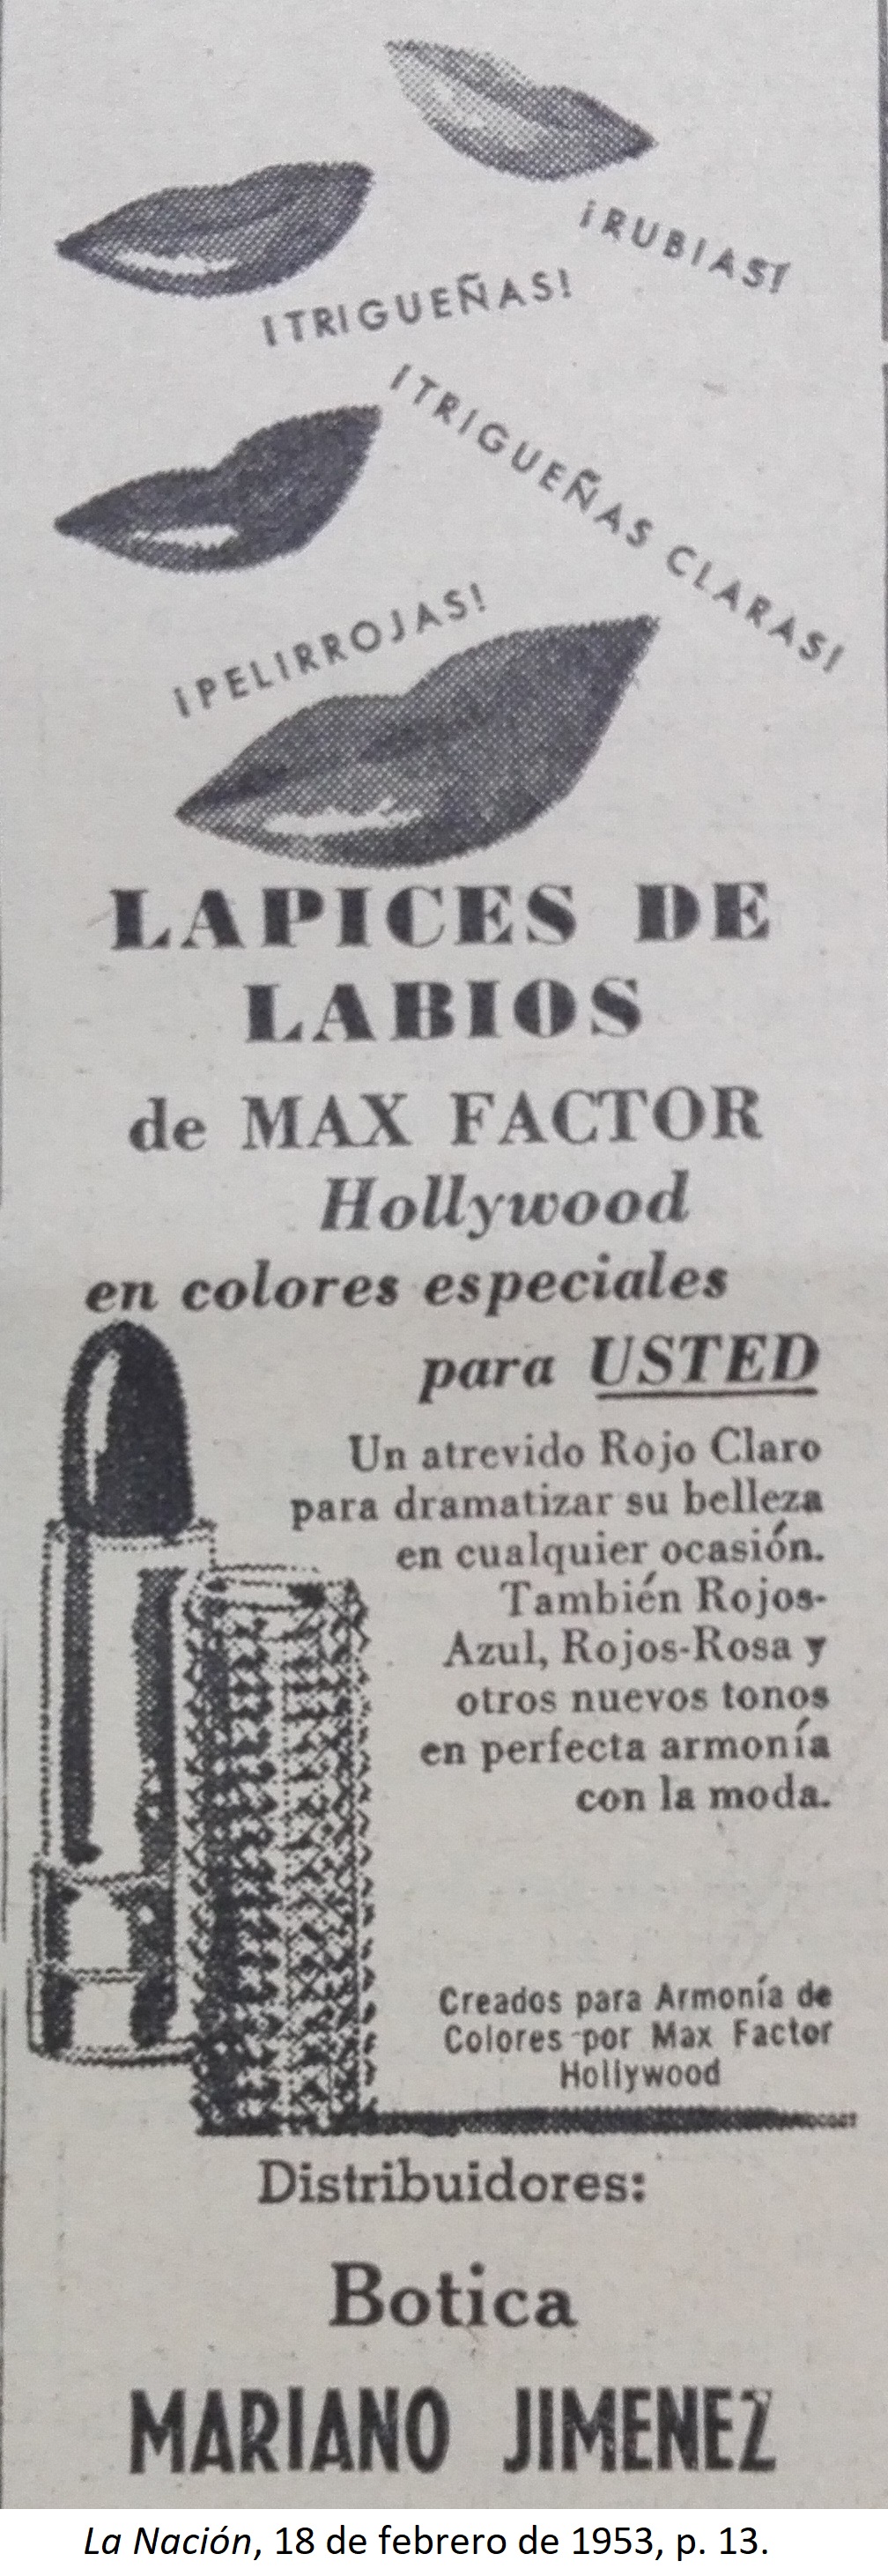 ¡RUBIAS!
¡TRIGUEÑAS!
¡TRIGUEÑAS CLARAS!
¡PELIRROJAS!
LAPICES DE
LABIOS
de MAX FACTOR
Hollywood
en colores especiales
para USTED
Un atrevido Rojo Claro
para dramatizar su belleza
en cualquier ocasión.
También Rojos-
Azul, Rojos-Rosa y
otros nuevos tonos
en perfecta armonía
con la moda.
Creados para Armonía de
Colores por Max Factor
Hollywood
Distribuidores:
Botica
MARIANO JIMENEZ
La Nación, 18 de febrero de 1953, p. 13.